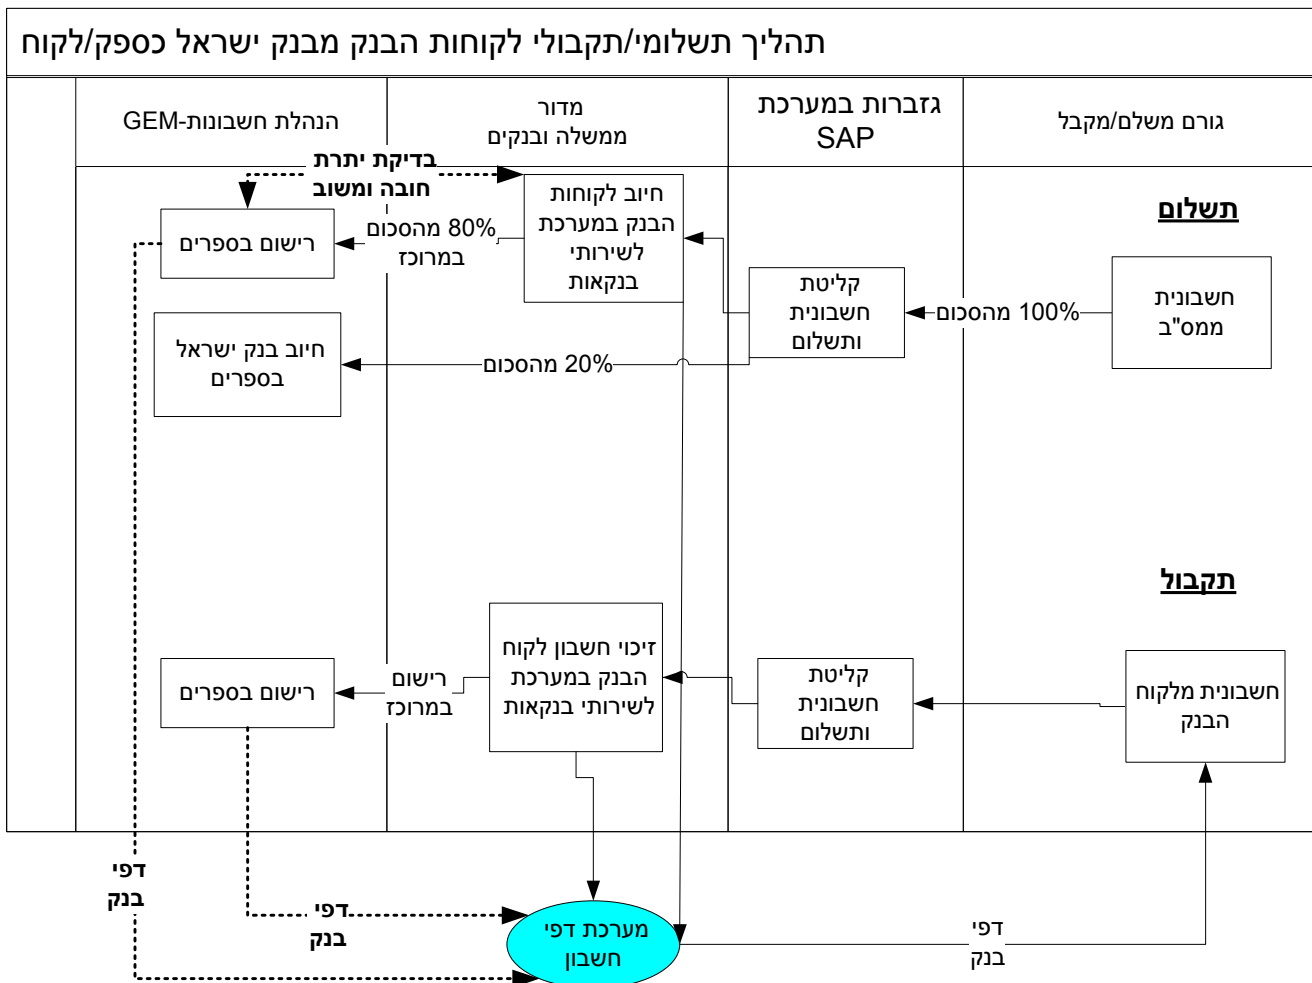 תהליך תשלומי/תקבולי לקוחות הבנק מבנק ישראל כספק/לקוח
גורם משלם/מקבל
גזברות במערכת
SAP
מדור
ממשלה ובנקים
הנהלת חשבונות-GEM
תשלום
חשבונית
ממס"ב
100% מהסכום
קליטת
חשבונית
ותשלום
חיוב לקוחות
הבנק במערכת
לשירותי
בנקאות
בדיקת יתרת
חובה ומשוב
80% מהסכום
במרוכז
רישום בספרים
20% מהסכום
חיוב בנק ישראל
בספרים
תקבול
חשבונית מלקוח
הבנק
קליטת
חשבונית
ותשלום
זיכוי חשבון לקוח
הבנק במערכת
לשירותי בנקאות
רישום
במרוכז
רישום בספרים
דפי
בנק
מערכת דפי
חשבון
דפי
בנק
דפי
בנק